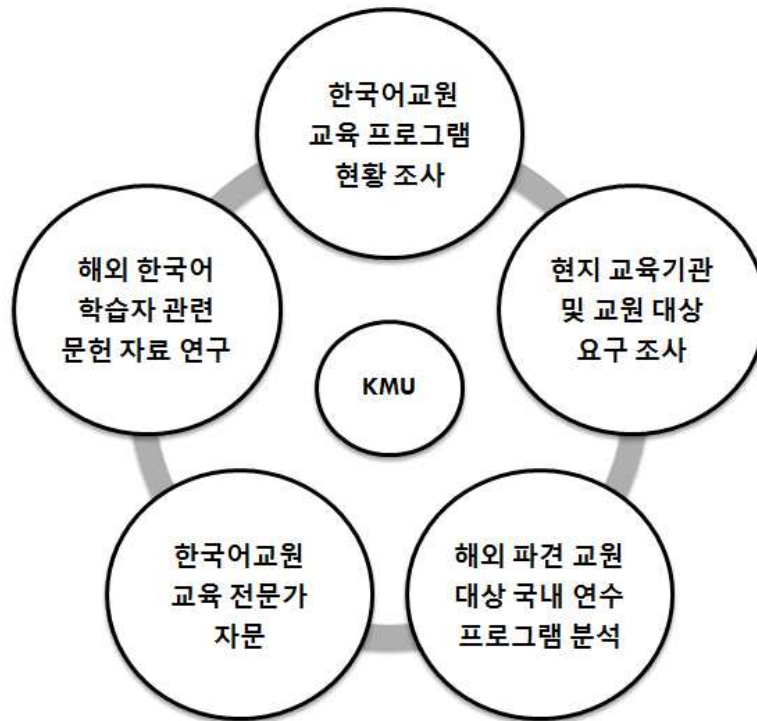 한국어교원
교육 프로그램
현황 조사
해외 한국어
학습자 관련
문헌 자료 연구
현지 교육기관
및 교원 대상
요구 조사
KMU
한국어교원
교육 전문가
자문
해외 파견 교원
대상 국내 연수
프로그램 분석